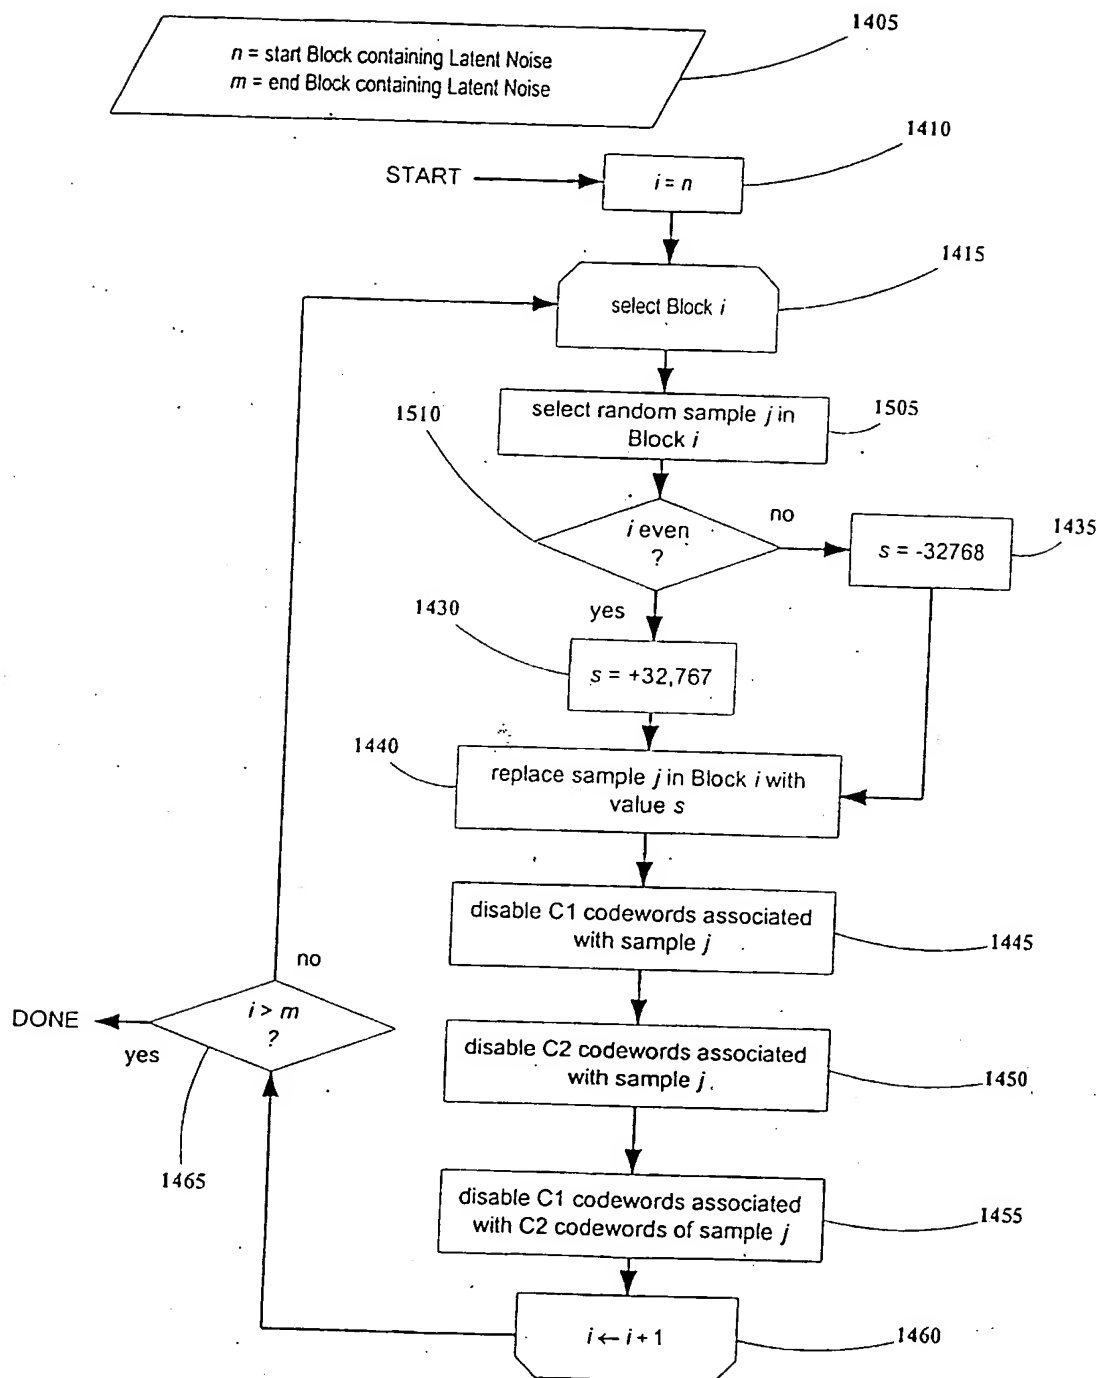 1405
n = start Block containing Latent Noise
m = end Block containing Latent Noise
1410
START
i = n
1415
select Block i
1510
select random sample j in
Block i
1505
i even
?
no
s = -32768
1435
yes
1430
s = +32,767
1440
replace sample j in Block i with
value s
disable C1 codewords associated
with sample j
1445
no
i > m
?
DONE
yes
disable C2 codewords associated
with sample j
1450
1465
disable C1 codewords associated
with C2 codewords of sample j
1455
i ← i + 1
1460